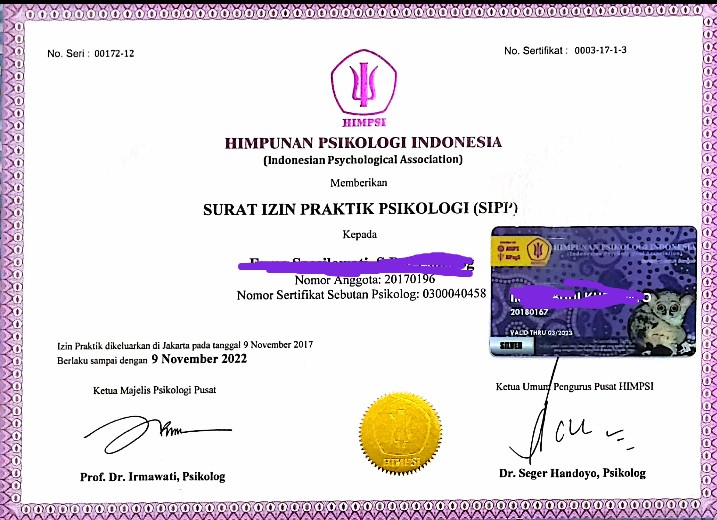 No. Seri : 00172-12
No. Sertifikat : 0003-17-1-3
HIMPSI
HIMPUNAN PSIKOLOGI INDONESIA
(Indonesian Psychological Association)
Memberikan
SURAT IZIN PRAKTIK PSIKOLOGI (SIPP)
Kepada
Nomor Anggota: 20170196
Nomor Sertifikat Sebutan Psikolog: 0300040458
HIMPUNAN PSIKOLOGI INDONESIA
(Indonesian Psychological Association)
20180167
VALID THRU 03/2023
SILVER
Izin Praktik dikeluarkan di Jakarta pada tanggal 9 November 2017
Berlaku sampai dengan 9 November 2022
Ketua Majelis Psikologi Pusat
Ketua Umum Pengurus Pusat HIMPSI
HIMPSI
Prof. Dr. Irmawati, Psikolog
Dr. Seger Handoyo, Psikolog